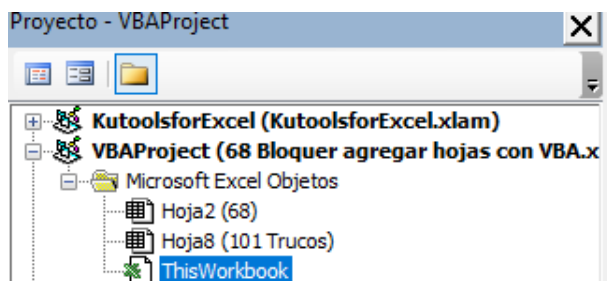 Proyecto - VBAProject
KutoolsforExcel (KutoolsforExcel.xlam)
VBAProject (68 Bloquer agregar hojas con VBA.x
Microsoft Excel Objetos
Hoja2 (68)
Hoja8 (101 Trucos)
ThisWorkbook